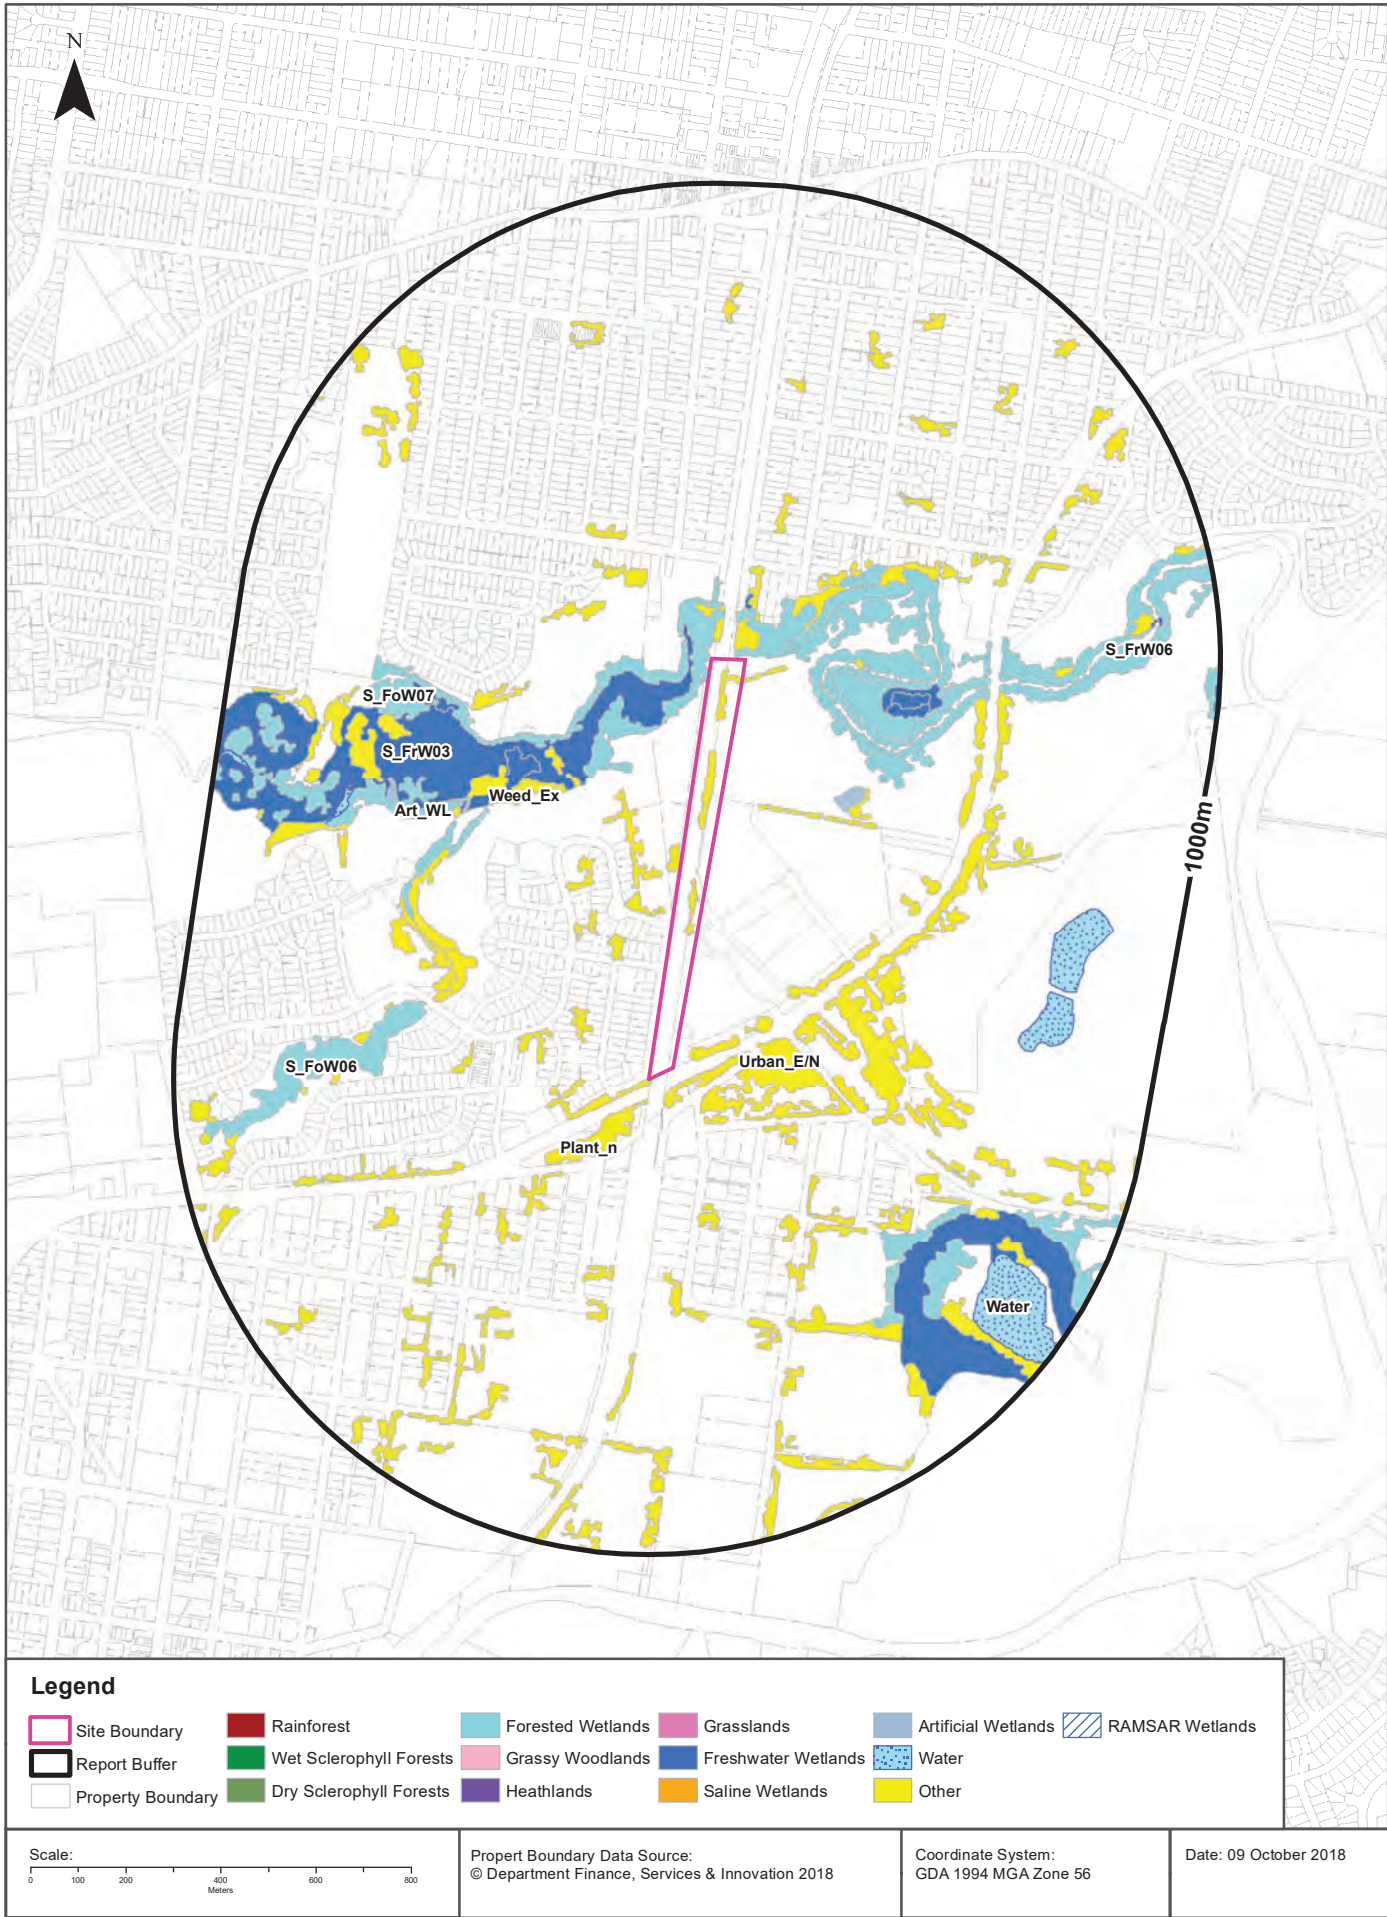 N
S_FrW06
S_FoW07
S_FrW03
Weed_Ex
Art_WL
1000m
Urban_E/N
S_FoW06
Plant_n
Water
Legend
Site Boundary
Report Buffer
Property Boundary
Rainforest
Wet Sclerophyll Forests
Dry Sclerophyll Forests
Forested Wetlands
Grassy Woodlands
Heathlands
Grasslands
Freshwater Wetlands
Saline Wetlands
Artificial Wetlands
Water
Other
RAMSAR Wetlands
Scale:
0 100 200 400 600 800
Meters
Propert Boundary Data Source:
© Department Finance, Services & Innovation 2018
Coordinate System:
GDA 1994 MGA Zone 56
Date: 09 October 2018